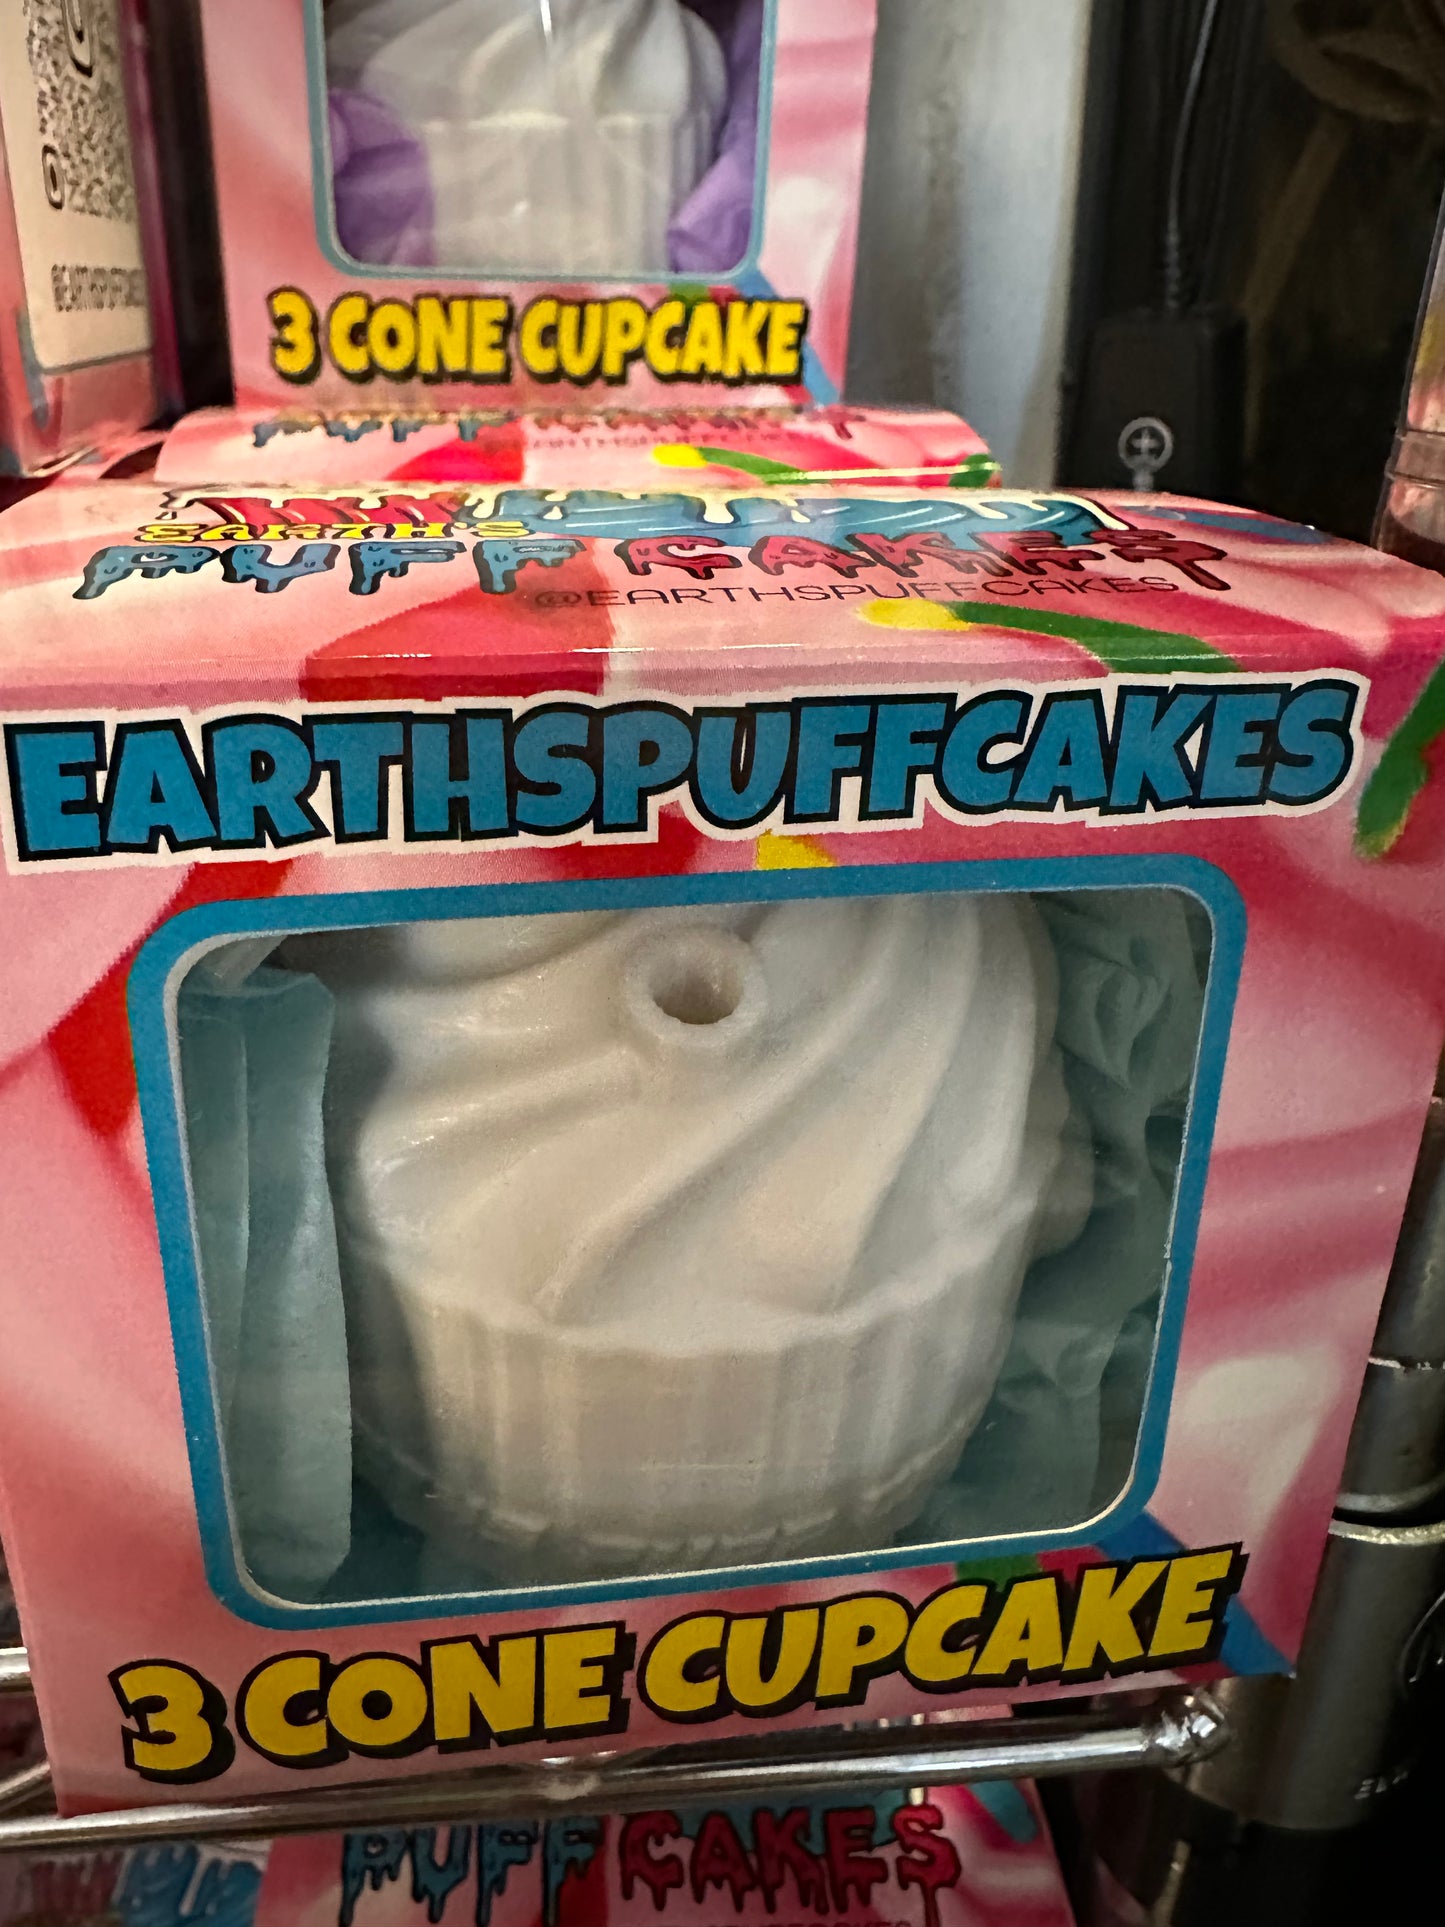 3 CONE CUPCAKE
EARTH'S
PUFF CAKES
@EARTHSPUFFCAKES
EARTHSPUFFCAKES
3 CONE CUPCAKE
PUFF CAKES